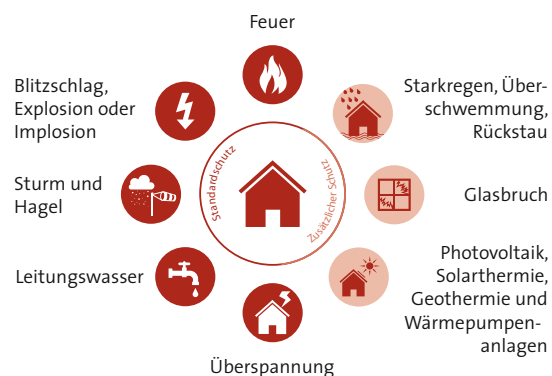 Feuer
Blitzschlag,
Explosion oder
Implosion
Starkregen, Über-
schwemmung,
Rückstau
Sturm und
Hagel
Standardschutz
Zusätzlicher Schutz
Glasbruch
Leitungswasser
Photovoltaik,
Solarthermie,
Geothermie und
Wärmepumpen-
anlagen
Überspannung